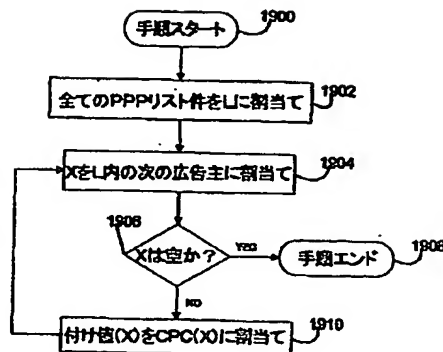 手順スタート
1900
全てのPPPリスト件をLに割当て
1902
XをL内の次の広告主に割当て
1904
1906
Xは空か?
YES
手順エンド
1908
NO
付け値(X)をCPC(X)に割当て
1910